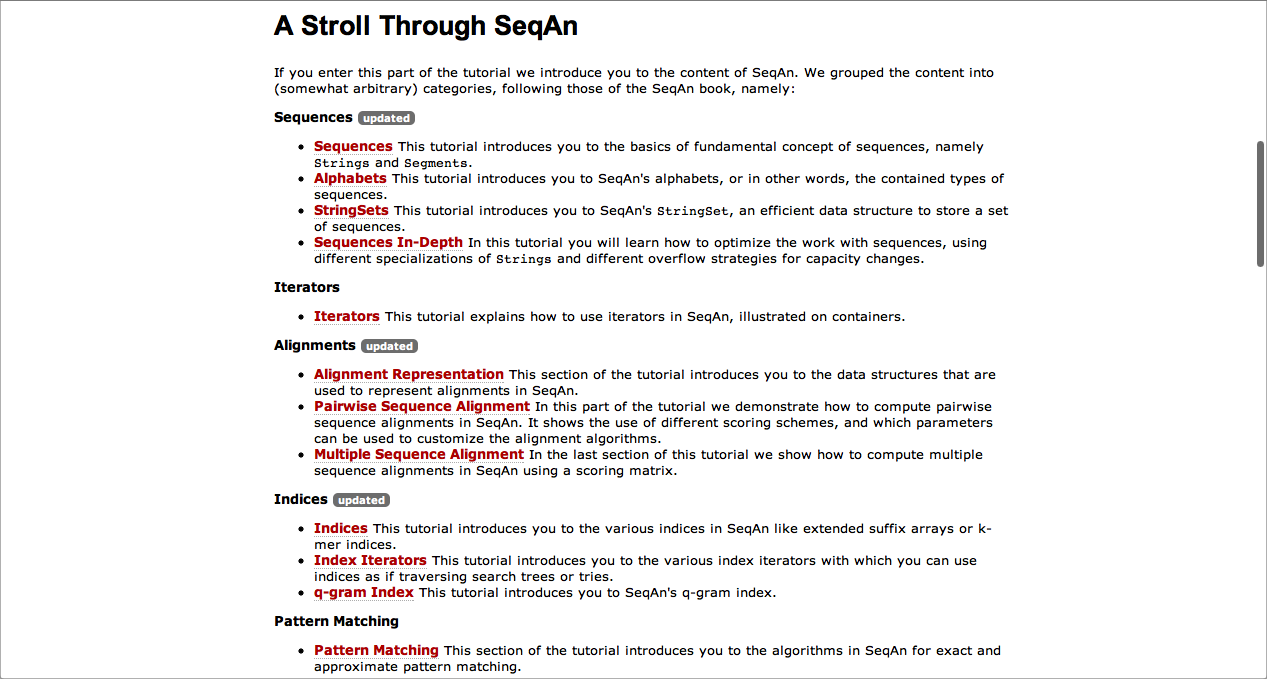 A Stroll Through SeqAn
If you enter this part of the tutorial we introduce you to the content of SeqAn. We grouped the content into
(somewhat arbitrary) categories, following those of the SeqAn book, namely:
Sequences updated
• Sequences This tutorial introduces you to the basics of fundamental concept of sequences, namely
Strings and Segments.
• Alphabets This tutorial introduces you to SeqAn's alphabets, or in other words, the contained types of
sequences.
• StringSets This tutorial introduces you to SeqAn's StringSet, an efficient data structure to store a set
of sequences.
• Sequences In-Depth In this tutorial you will learn how to optimize the work with sequences, using
different specializations of Strings and different overflow strategies for capacity changes.
Iterators
• Iterators This tutorial explains how to use iterators in SeqAn, illustrated on containers.
Alignments updated
• Alignment Representation This section of the tutorial introduces you to the data structures that are
used to represent alignments in SeqAn.
• Pairwise Sequence Alignment In this part of the tutorial we demonstrate how to compute pairwise
sequence alignments in SeqAn. It shows the use of different scoring schemes, and which parameters
can be used to customize the alignment algorithms.
• Multiple Sequence Alignment In the last section of this tutorial we show how to compute multiple
sequence alignments in SeqAn using a scoring matrix.
Indices updated
• Indices This tutorial introduces you to the various indices in SeqAn like extended suffix arrays or k-
mer indices.
• Index Iterators This tutorial introduces you to the various index iterators with which you can use
indices as if traversing search trees or tries.
• q-gram Index This tutorial introduces you to SeqAn's q-gram index.
Pattern Matching
• Pattern Matching This section of the tutorial introduces you to the algorithms in SeqAn for exact and
approximate pattern matching.